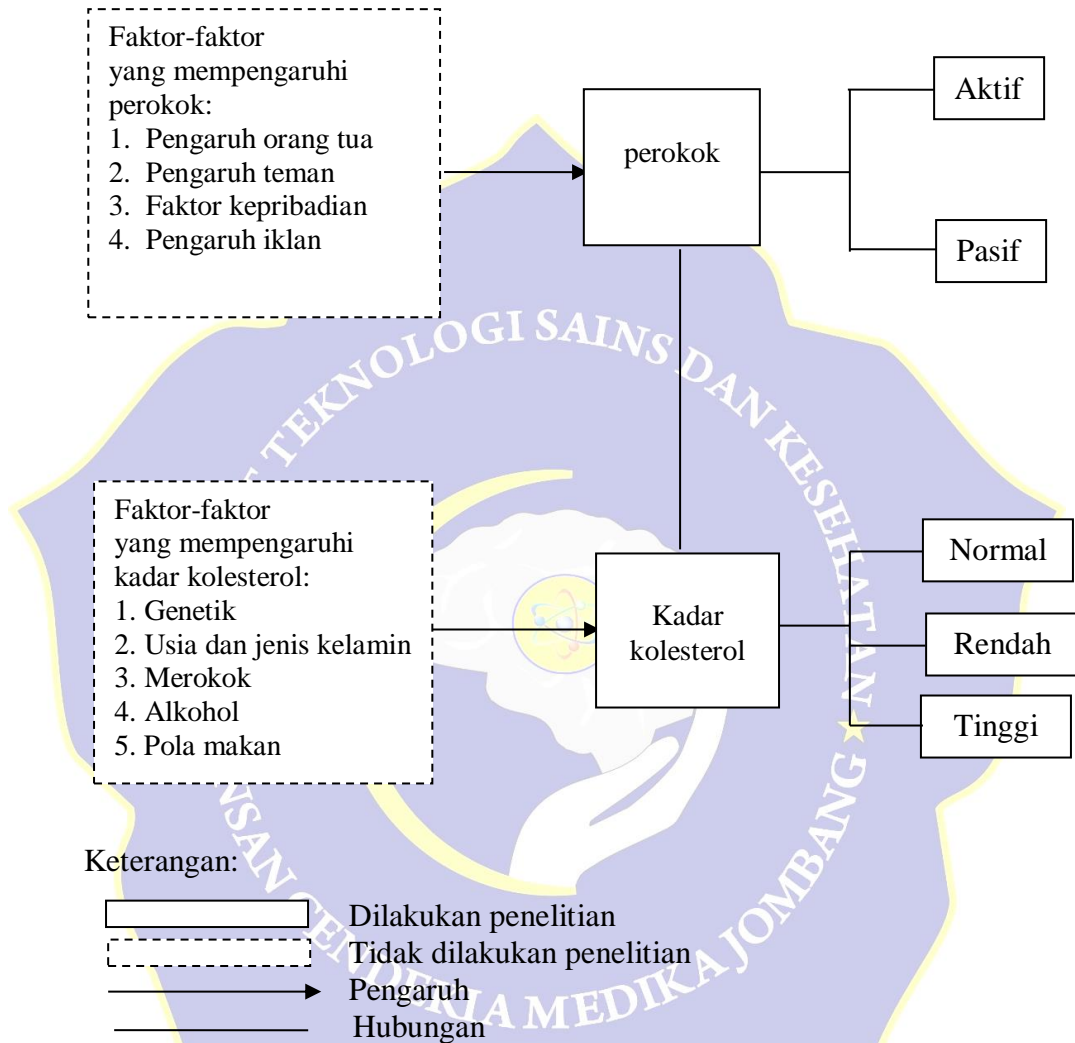 Faktor-faktor
yang mempengaruhi
perokok:
1. Pengaruh orang tua
2. Pengaruh teman
3. Faktor kepribadian
4. Pengaruh iklan
perokok
Aktif
Pasif
TEKNOLOGI SAINS DAN KESEHATAN
Faktor-faktor
yang mempengaruhi
kadar kolesterol:
1. Genetik
2. Usia dan jenis kelamin
3. Merokok
4. Alkohol
5. Pola makan
Kadar
kolesterol
Normal
Rendah
Tinggi
Keterangan:
Dilakukan penelitian
Tidak dilakukan penelitian
Pengaruh
Hubungan
MEDIKA JOMBANG